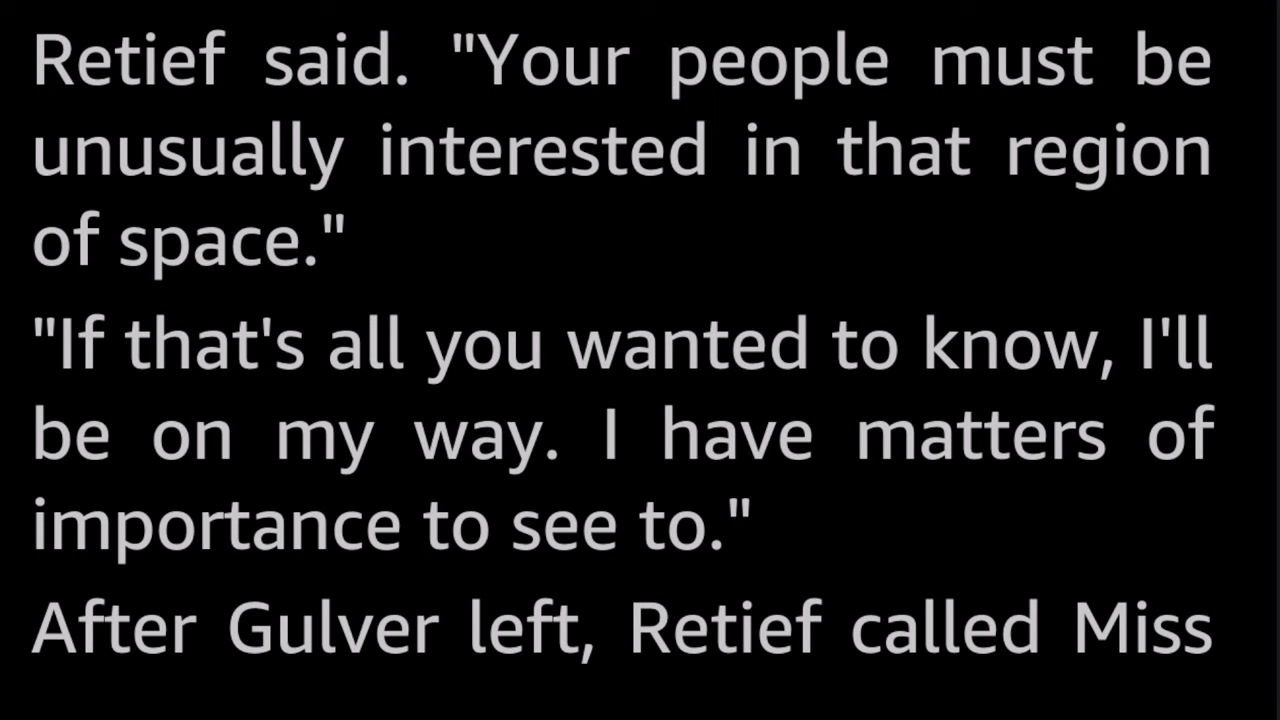 Retief said. "Your people must be
unusually interested in that region
of space."
"If that's all you wanted to know, I'll
be on my way. I have matters of
importance to see to."
After Gulver left, Retief called Miss